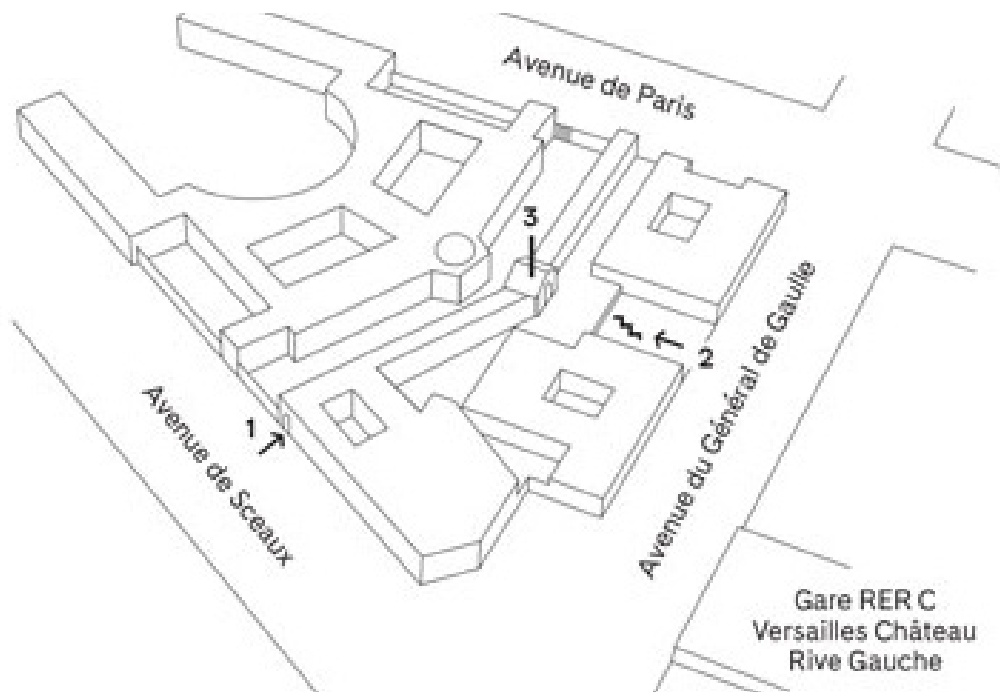 Avenue de Paris
3
Avenue du Général de Gaulle
2
Avenue de Sceaux
1
Gare RER C
Versailles Château
Rive Gauche